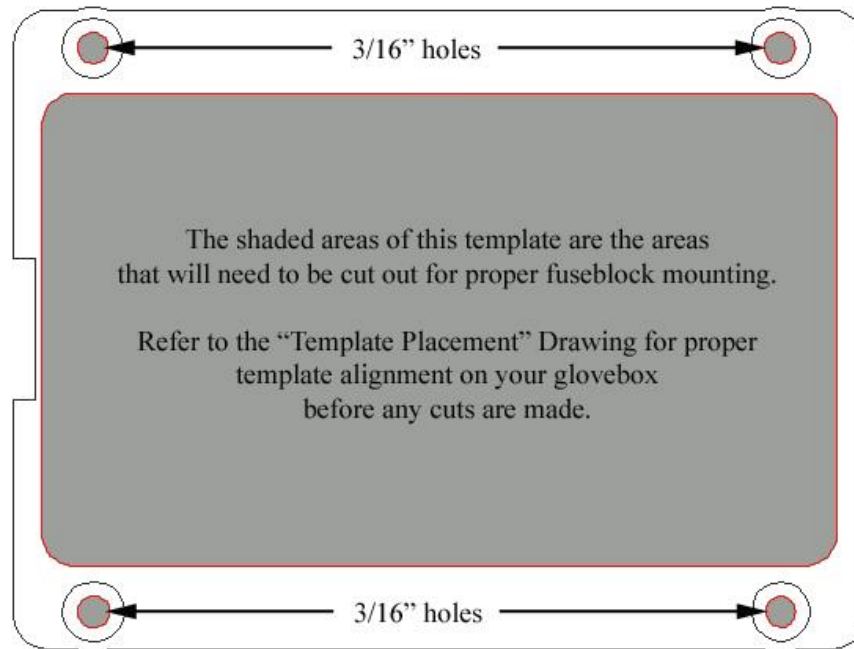 3/16” holes
The shaded areas of this template are the areas
that will need to be cut out for proper fuseblock mounting.
Refer to the “Template Placement” Drawing for proper
template alignment on your glovebox
before any cuts are made.
3/16” holes